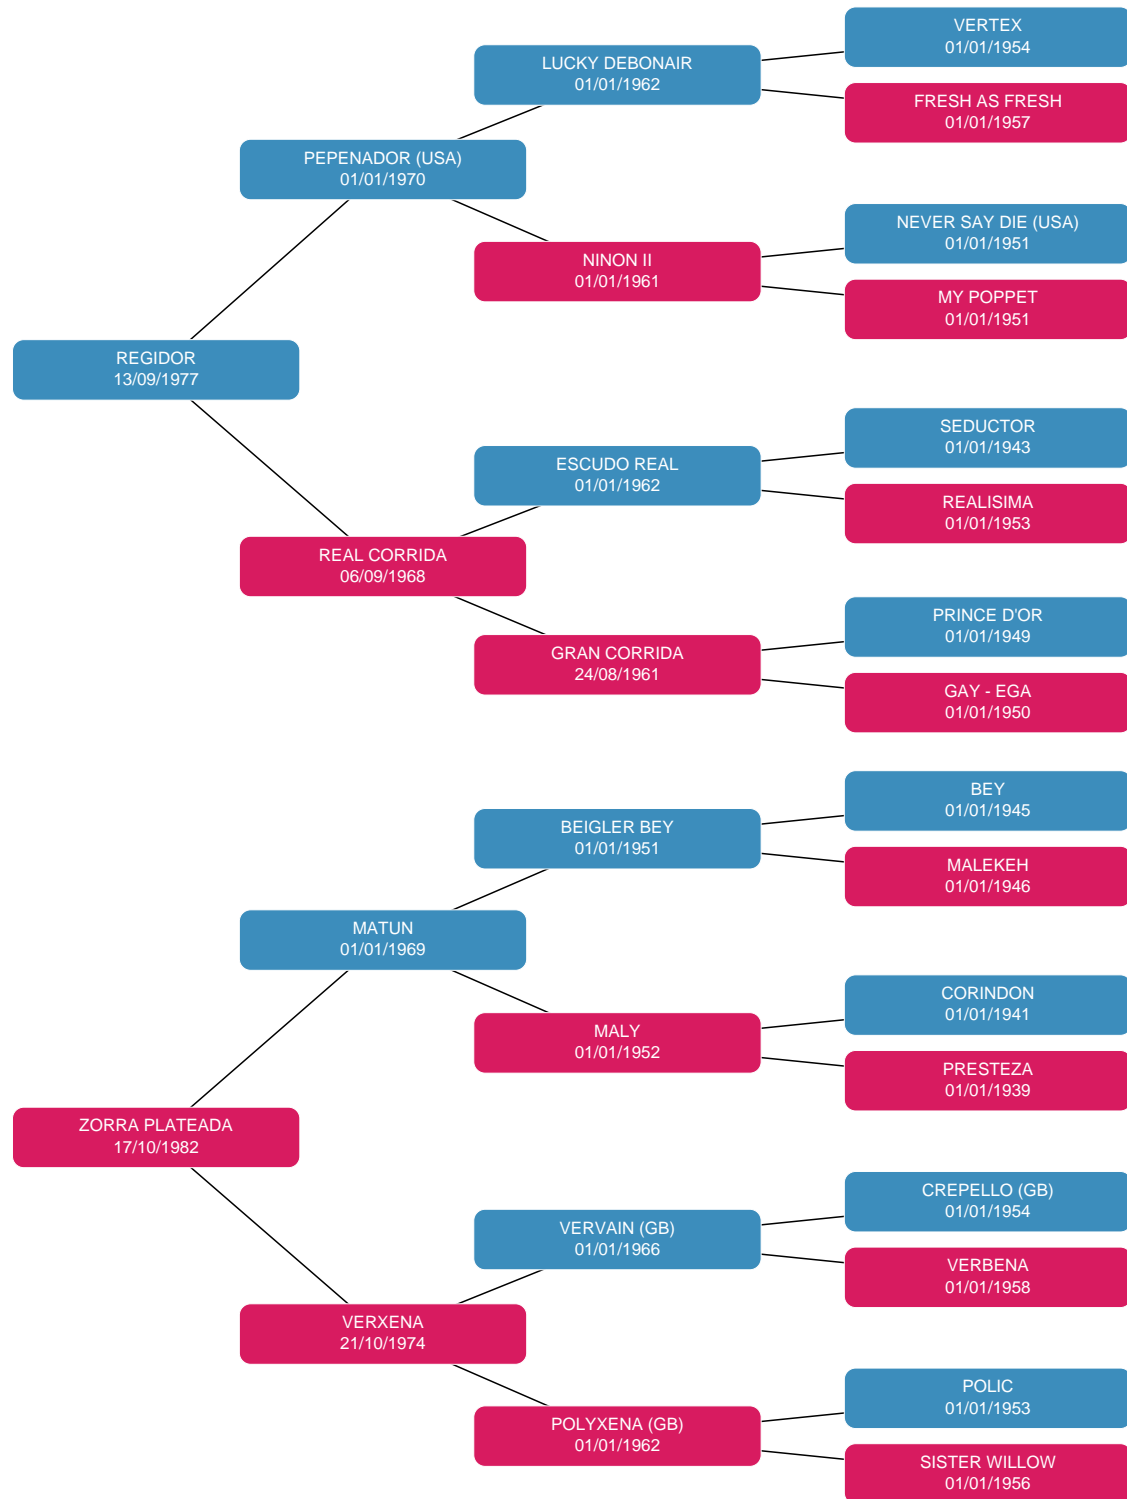 VERTEX
01/01/1954
LUCKY DEBONAIR
01/01/1962
FRESH AS FRESH
01/01/1957
PEPENADOR (USA)
01/01/1970
NEVER SAY DIE (USA)
01/01/1951
NINON II
01/01/1961
MY POPPET
01/01/1951
REGIDOR
13/09/1977
SEDUCTOR
01/01/1943
ESCUDO REAL
01/01/1962
REALISIMA
01/01/1953
REAL CORRIDA
06/09/1968
PRINCE D'OR
01/01/1949
GRAN CORRIDA
24/08/1961
GAY - EGA
01/01/1950
BEY
01/01/1945
BEIGLER BEY
01/01/1951
MALEKEH
01/01/1946
MATUN
01/01/1969
CORINDON
01/01/1941
MALY
01/01/1952
PRESTEZA
01/01/1939
ZORRA PLATEADA
17/10/1982
CREPELLO (GB)
01/01/1954
VERVAIN (GB)
01/01/1966
VERBENA
01/01/1958
VERXENA
21/10/1974
POLIC
01/01/1953
POLYXENA (GB)
01/01/1962
SISTER WILLOW
01/01/1956